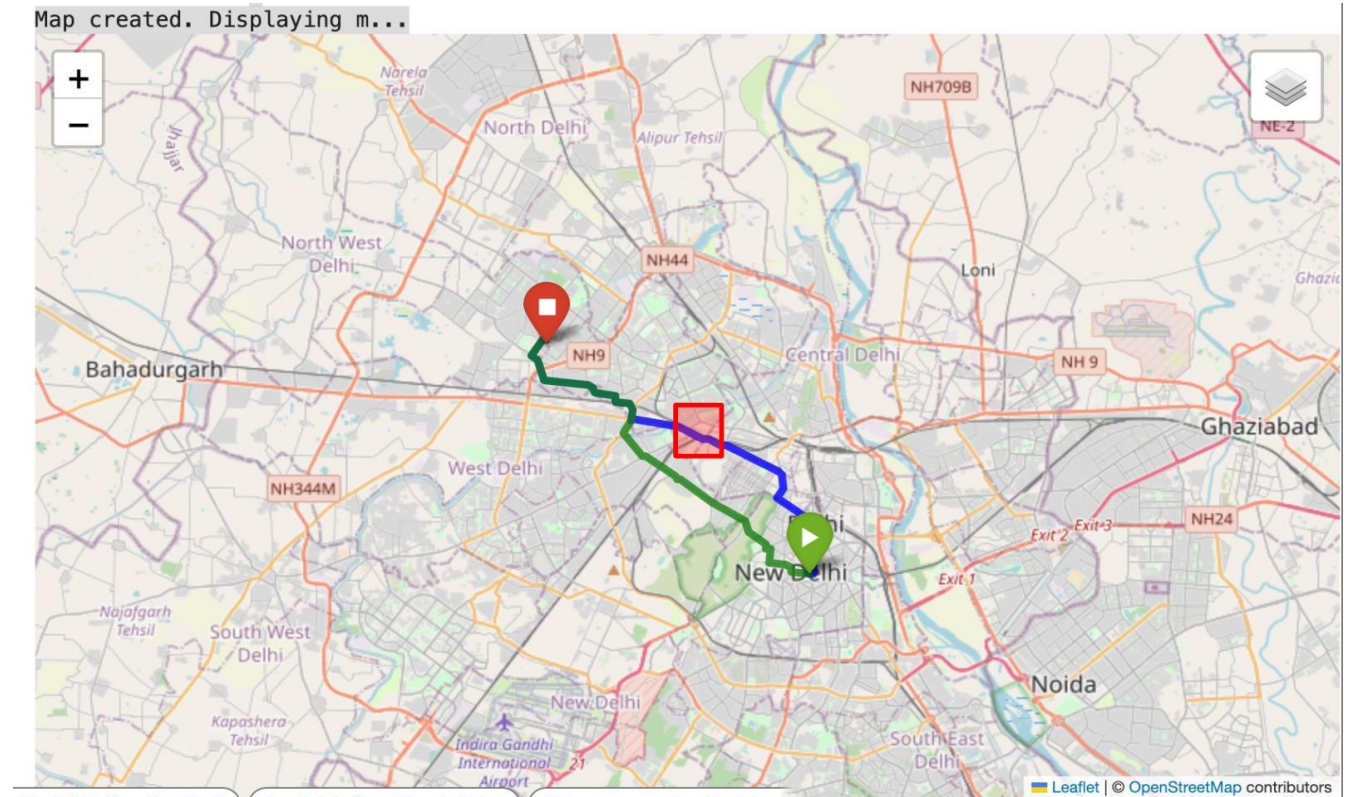 Map created. Displaying m...
+
−
Narela
Tehsil
NH709B
NE-2
North Delhi
Alipur Tehsil
Jhajjar
North West
Delhi
NH44
Loni
NH9
Central Delhi
NH 9
Bahadurgarh
Ghaziabad
West Delhi
NH344M
NH24
Exit 3
Exit 2
New Delhi
Exit 1
Najafgarh
Tehsil
South West
Delhi
Noida
New Delhi
Kapashera
Tehsil
Indira Gandhi
International
Airport
21
South East
Delhi
Leaflet | © OpenStreetMap contributors